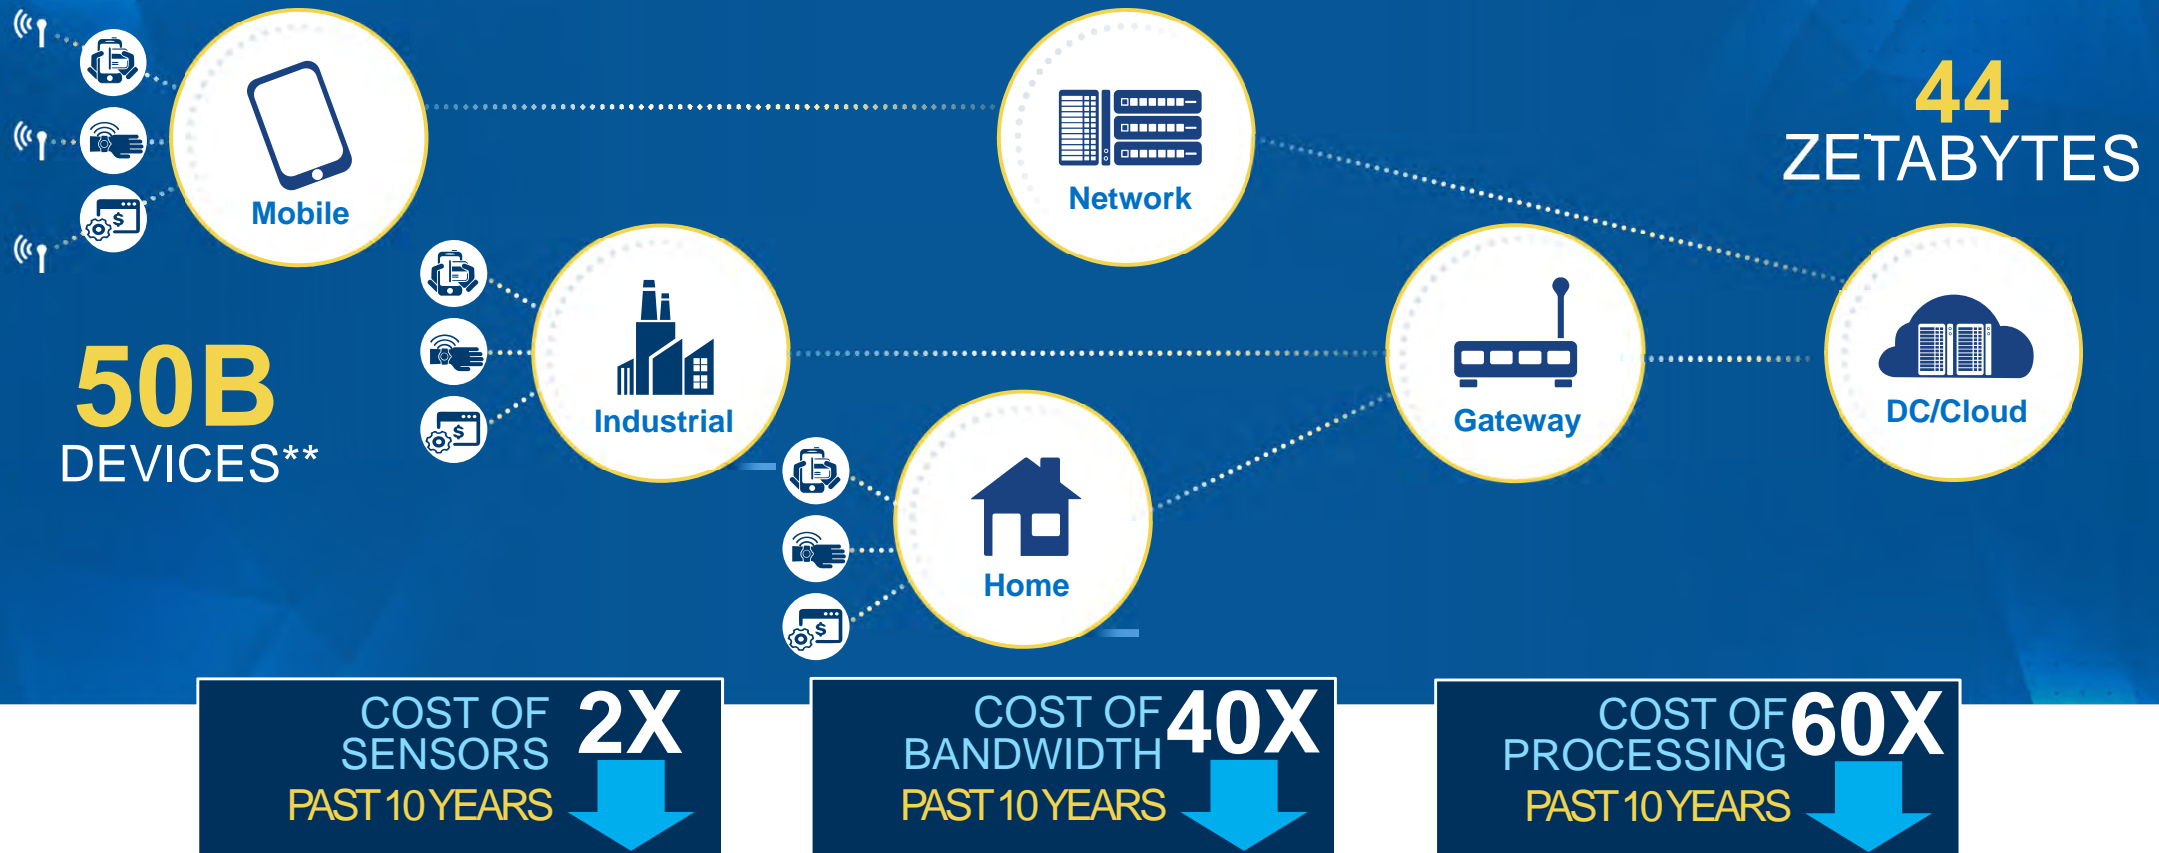 44
ZETABYTES
Mobile
Network
50B
DEVICES**
Industrial
Gateway
DC/Cloud
Home
COST OF
SENSORS
2X
PAST 10 YEARS
COST OF
BANDWIDTH
40X
PAST 10 YEARS
COST OF
PROCESSING
60X
PAST 10 YEARS